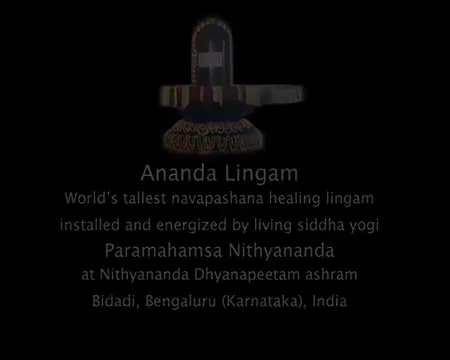 Ananda Lingam
World's tallest navapashana healing lingam
installed and energized by living siddha yogi
Paramahamsa Nithyananda
at Nithyananda Dhyanapeetam ashram
Bidadi, Bengaluru (Karnataka), India